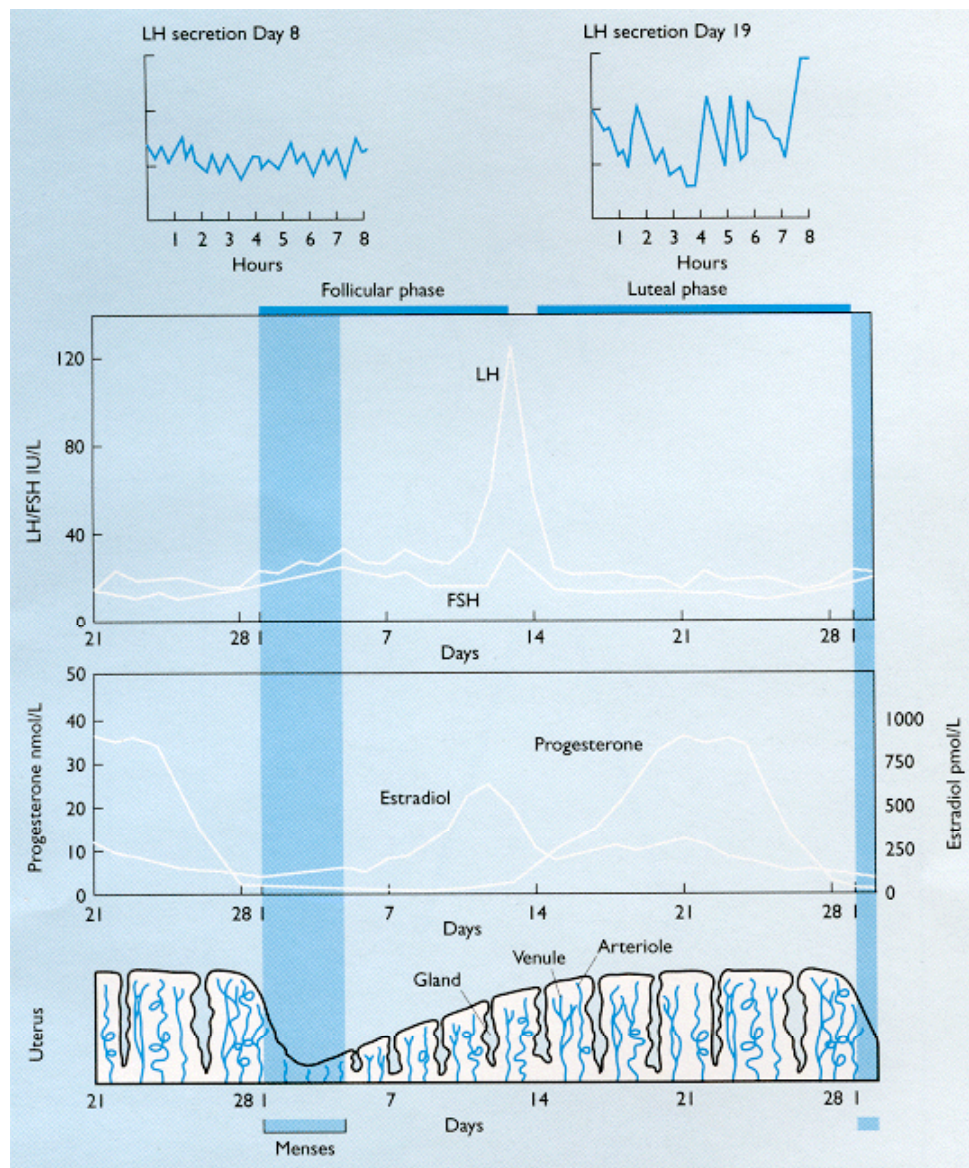 LH secretion Day 8
LH secretion Day 19
1 2 3 4 5 6 7 8
Hours
1 2 3 4 5 6 7 8
Hours
Follicular phase
Luteal phase
LH/FSH IU/L
120
80
40
0
LH
FSH
21 28 1 7 14 21 28 1
Days
Progesterone nmol/L
50
40
30
20
10
0
Estradiol
Progesterone
1000
750
500
250
0
Estradiol pmol/L
21 28 1 7 14 21 28 1
Days
Uterus
Gland
Venule
Arteriole
21 28 1 7 14 21 28 1
Days
Menses